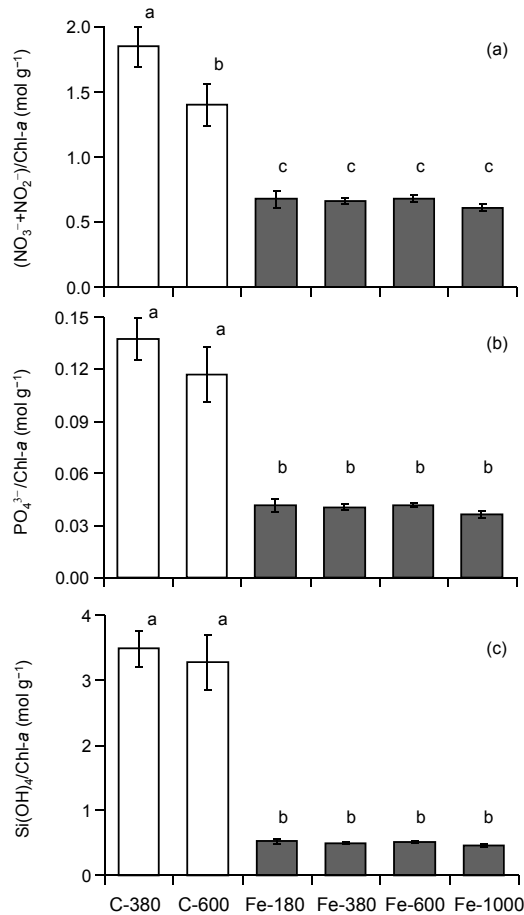 a
2.0
(a)
b
1.5
(NO₃⁻+NO₂⁻)/Chl-a (mol g⁻¹)
1.0
c c c c
0.5
0.0
0.15
a
a
(b)
0.12
PO₄³⁻/Chl-a (mol g⁻¹)
0.09
0.06
b b b b
0.03
0.00
4
a a
(c)
3
Si(OH)₄/Chl-a (mol g⁻¹)
2
1
b b b b
0
C-380 C-600 Fe-180 Fe-380 Fe-600 Fe-1000